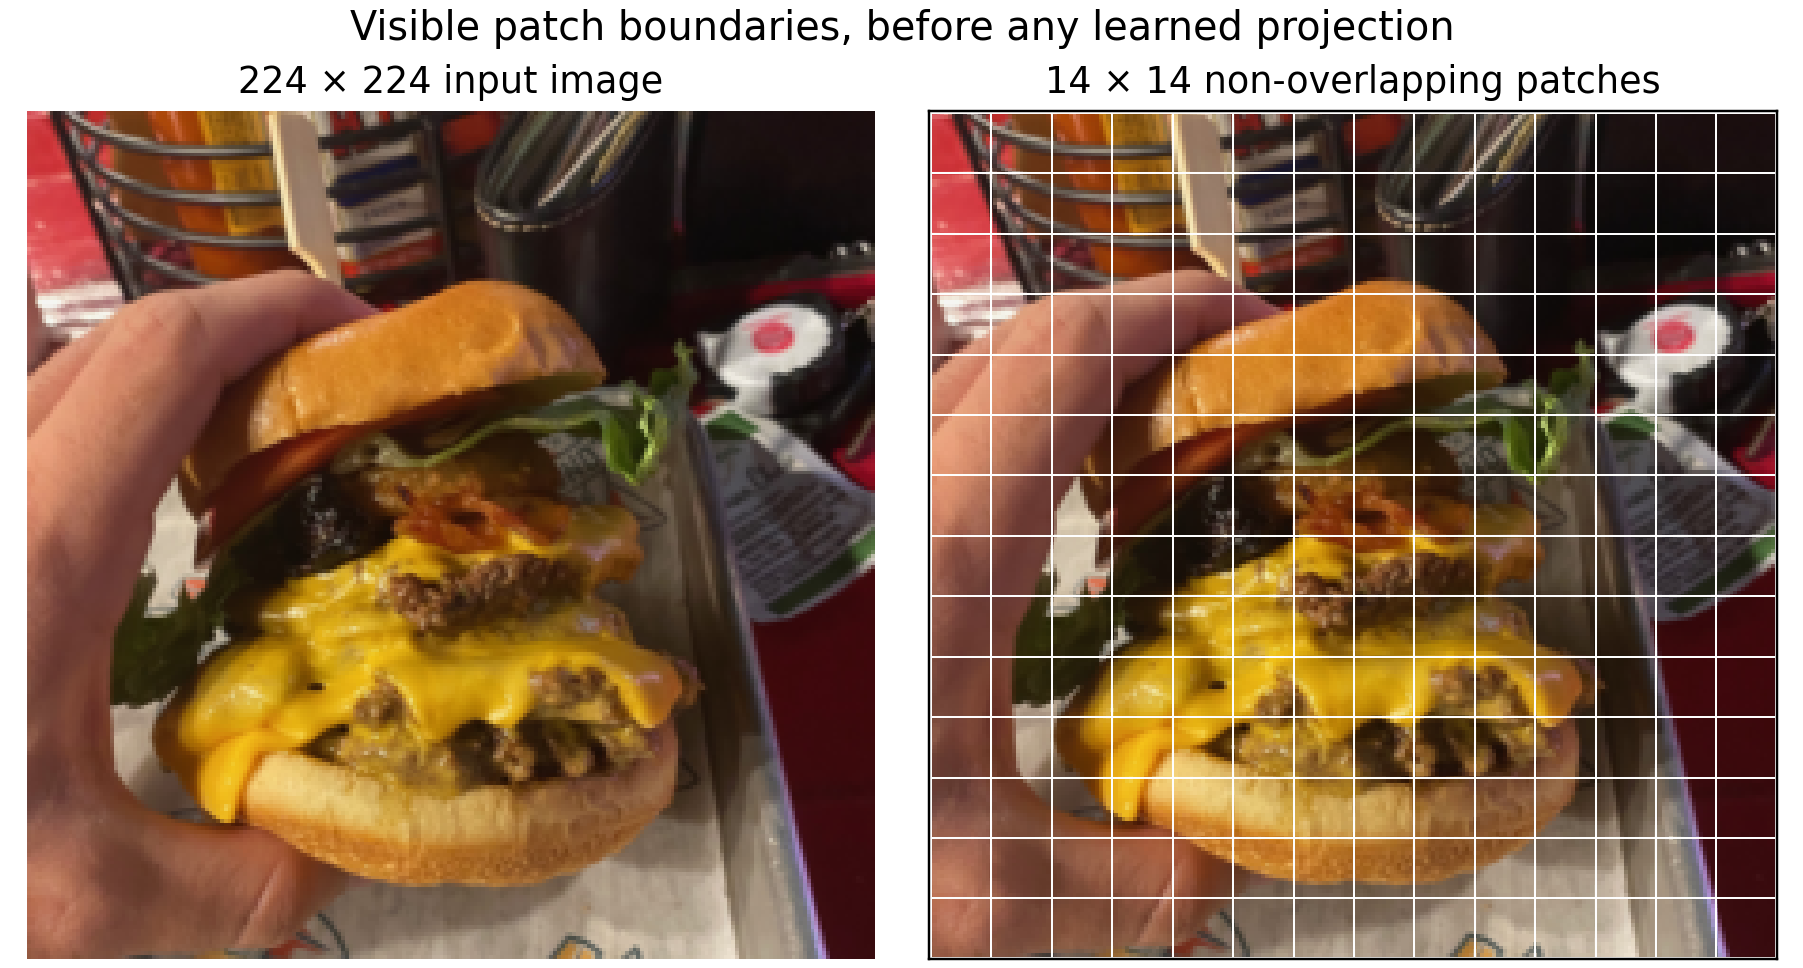 Visible patch boundaries, before any learned projection
224 × 224 input image
14 × 14 non-overlapping patches